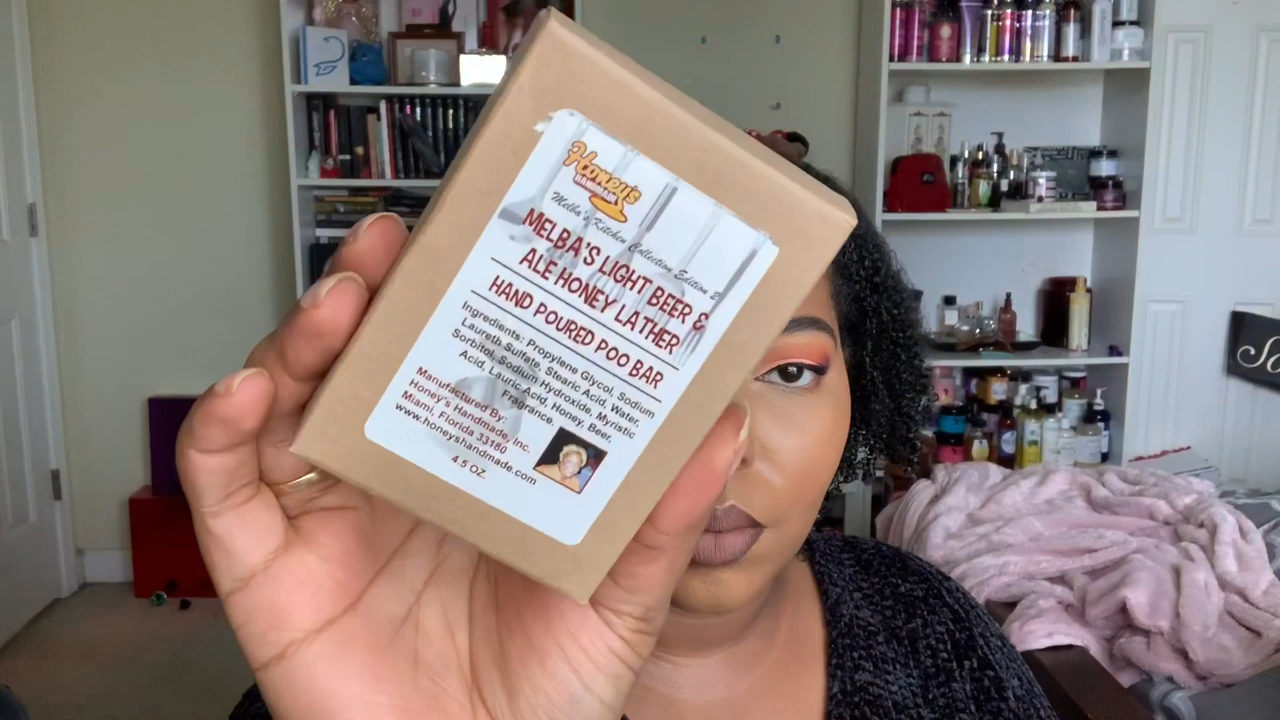 Honey's
HANDMADE
Melba's Kitchen Collection Edition 2
MELBA'S LIGHT BEER &
ALE HONEY LATHER
HAND POURED POO BAR
Ingredients: Propylene Glycol, Sodium
Laureth Sulfate, Stearic Acid, Water,
Sorbitol, Sodium Hydroxide, Myristic
Acid, Lauric Acid, Honey, Beer,
Fragrance.
Manufactured By:
Honey's Handmade, Inc.
Miami, Florida 33180
www.honeyshandmade.com
4.5 OZ.